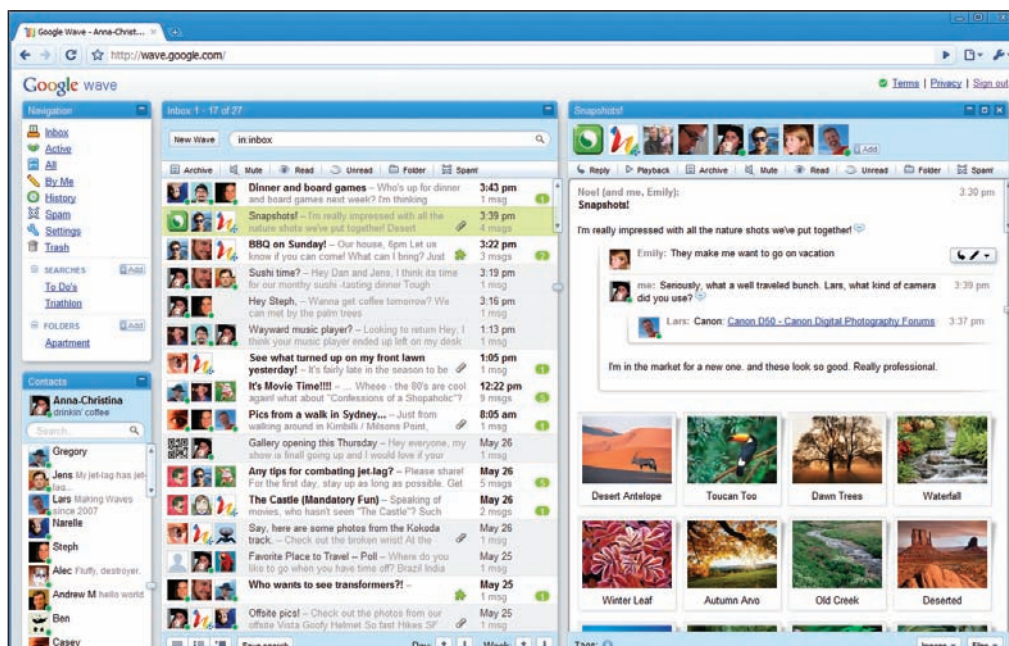 Google Wave - Anna-Christ...
http://wave.google.com/
Google wave
Terms | Privacy | Sign out
Navigation
Inbox
Active
All
By Me
History
Spam
Settings
Trash
SEARCHES Add
To Do's
Triathlon
FOLDERS Add
Apartment
Contacts
Anna-Christina
drinkin' coffee
Search...
Gregory
Jens My jet-lag has jet-
lag...
Lars Making Waves
since 2007
Narelle
Steph
Alec Fluffy, destroyer.
Andrew M hello world
Ben
Casey
Inbox 1 - 17 of 27
New Wave in:inbox
Archive Mute Read Unread Folder Spam
Dinner and board games – Who's up for dinner 3:43 pm
and board games next week? I'm thinking 1 msg 1
Snapshots! – I'm really impressed with all the 3:39 pm
nature shots we've put together! Desert 4 msgs
BBQ on Sunday! – Our house, 6pm Let us 3:22 pm
know if you can come! What can I bring? Just 3 msgs 2
Sushi time? – Hey Dan and Jens, I think its time 3:19 pm
for our monthy sushi -tasting dinner Tough 1 msg
Hey Steph, – Wanna get coffee tomorrow? We 3:16 pm
can met by the palm trees 1 msg
Wayward music player? – Looking to return Hey, I 1:13 pm
think your music player ended up left on my desk 1 msg
See what turned up on my front lawn 1:05 pm
yesterday! – It's fairly late in the season to be 1 msg 1
It's Movie Time!!!! – ... Wheee - the 80's are cool 12:22 pm
again! what about "Confessions of a Shopaholic"? 9 msgs 5
Pics from a walk in Sydney... – Just from 8:05 am
walking around in Kimbilli / Milsons Point, 1 msg 1
Gallery opening this Thursday – Hey everyone, my May 26
show is finall going up and I would love if your 1 msg
Any tips for combating jet-lag? – Please share! May 26
For the first day, stay up as long as possible. Get 5 msgs 5
The Castle (Mandatory Fun) – Speaking of May 26
movies, who hasn't seen "The Castle"? Such 2 msgs
Say, here are some photos from the Kokoda May 26
track. – Check out the broken wrist! At the 1 msg
Favorite Place to Travel – Poll – Where do you May 25
like to go when you have time off? Brazil India 1 msg
Who wants to see transformers?! – May 25
1 msg 1
Offsite pics! – Check out the photos from our May 25
offsite Vista Goofy Helmet So fast Hikes SF 1 msg
Save search Day: Week:
Snapshots!
Add
Reply Playback Archive Mute Read Unread Folder Spam
Noel (and me, Emily): 3:30 pm
Snapshots!
I'm really impressed with all the nature shots we've put together!
Emily: They make me want to go on vacation
me: Seriously, what a well traveled bunch. Lars, what kind of camera 3:39 pm
did you use?
Lars: Canon: Canon D50 - Canon Digital Photography Forums 3:37 pm
I'm in the market for a new one. and these look so good. Really professional.
Desert Antelope Toucan Too Dawn Trees Waterfall
Winter Leaf Autumn Arvo Old Creek Deserted
Tags: Images Files